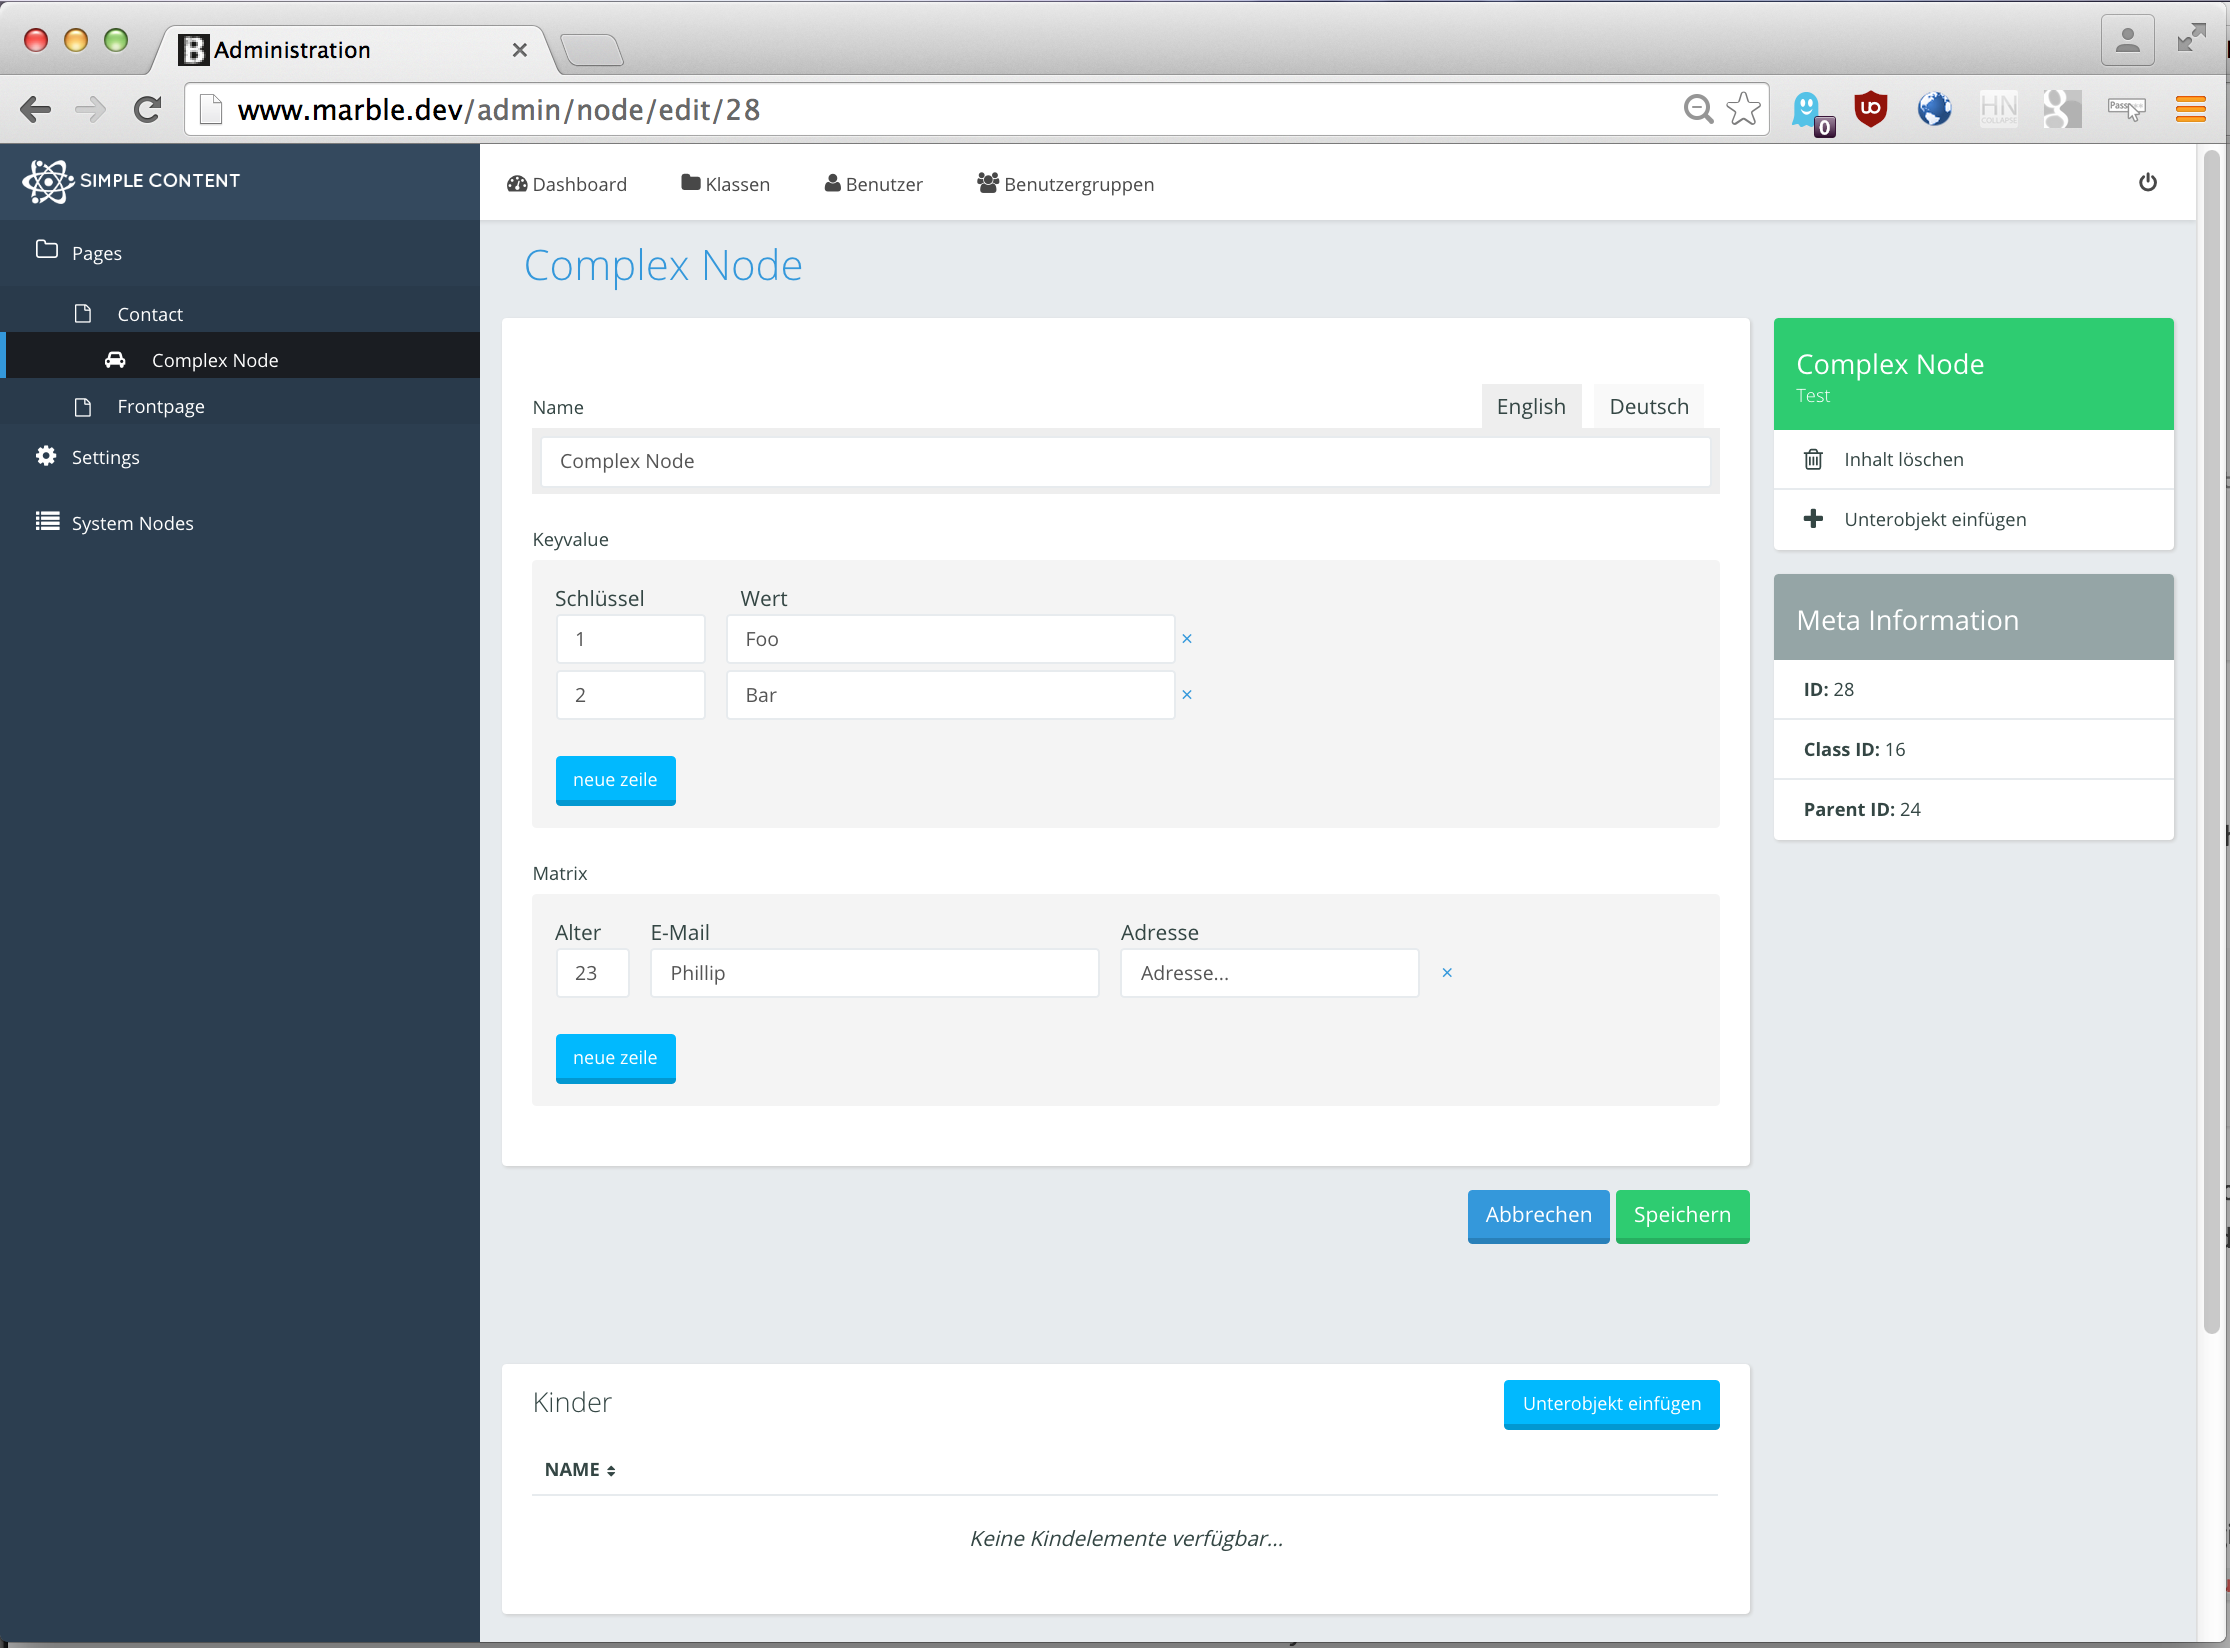 Administration
www.marble.dev/admin/node/edit/28
0
HN
SIMPLE CONTENT
Dashboard Klassen Benutzer Benutzergruppen
Pages
Contact
Complex Node
Frontpage
Settings
System Nodes
Complex Node
Name
English Deutsch
Complex Node
Keyvalue
Schlüssel Wert
1 Foo ×
2 Bar ×
neue zeile
Matrix
Alter E-Mail Adresse
23 Phillip Adresse... ×
neue zeile
Abbrechen Speichern
Kinder
Unterobjekt einfügen
NAME
Keine Kindelemente verfügbar...
Complex Node
Test
Inhalt löschen
Unterobjekt einfügen
Meta Information
ID: 28
Class ID: 16
Parent ID: 24